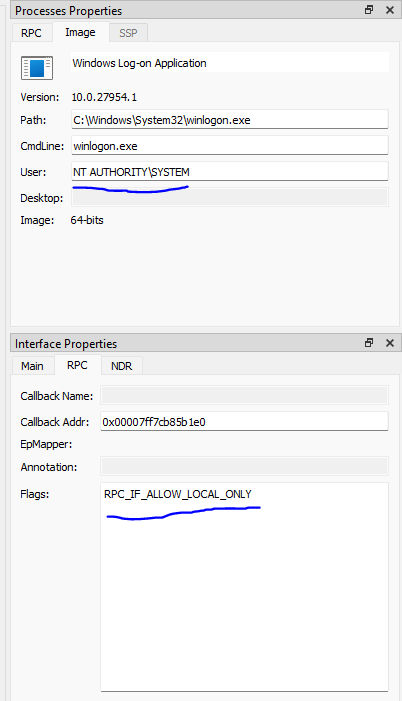 Processes Properties
RPC Image SSP
Windows Log-on Application
Version: 10.0.27954.1
Path: C:\Windows\System32\winlogon.exe
CmdLine: winlogon.exe
User: NT AUTHORITY\SYSTEM
Desktop:
Image: 64-bits
Interface Properties
Main RPC NDR
Callback Name:
Callback Addr: 0x00007ff7cb85b1e0
EpMapper:
Annotation:
Flags: RPC_IF_ALLOW_LOCAL_ONLY